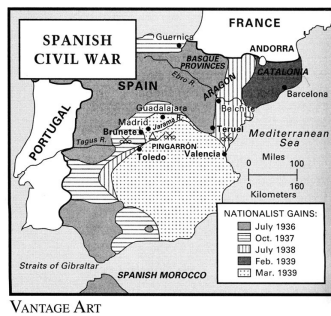 SPANISH
CIVIL WAR
FRANCE
Guernica
ANDORRA
BASQUE
PROVINCES
Ebro R.
ARAGON
CATALONIA
SPAIN
Barcelona
Guadalajara
Belchite
Madrid
Jarama R.
Brunete
Teruel
Mediterranean
Sea
PORTUGAL
Tagus R.
PINGARRÓN
Toledo
Valencia
Miles
0 100
0 160
Kilometers
NATIONALIST GAINS:
July 1936
Oct. 1937
July 1938
Feb. 1939
Mar. 1939
Straits of Gibraltar
SPANISH MOROCCO
VANTAGE ART